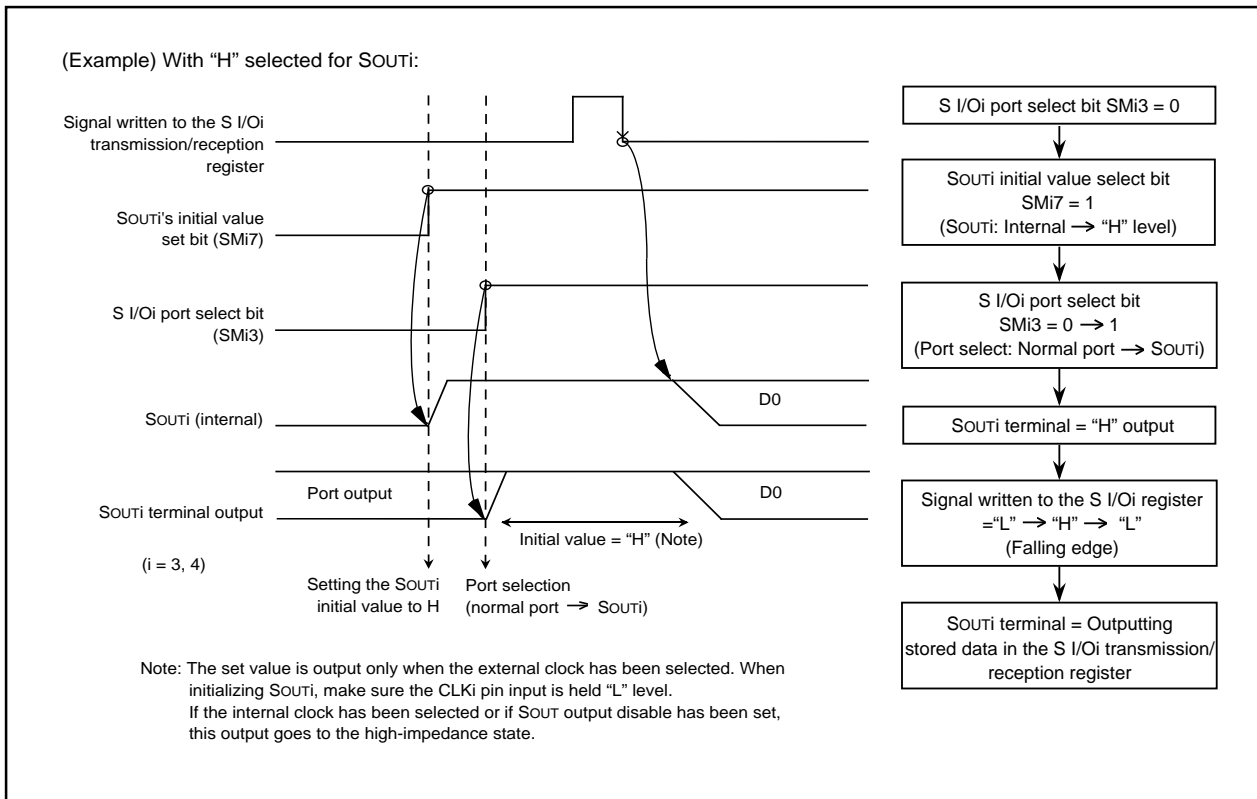 (Example) With “H” selected for SOUTi:
Signal written to the S I/Oi
transmission/reception
register
SOUTi's initial value
set bit (SMi7)
S I/Oi port select bit
(SMi3)
SOUTi (internal)
D0
Port output
D0
SOUTi terminal output
Initial value = “H” (Note)
(i = 3, 4)
Setting the SOUTi
initial value to H
Port selection
(normal port → SOUTi)
Note: The set value is output only when the external clock has been selected. When
initializing SOUTi, make sure the CLKi pin input is held “L” level.
If the internal clock has been selected or if SOUT output disable has been set,
this output goes to the high-impedance state.
S I/Oi port select bit SMi3 = 0
SOUTi initial value select bit
SMi7 = 1
(SOUTi: Internal → “H” level)
S I/Oi port select bit
SMi3 = 0 → 1
(Port select: Normal port → SOUTi)
SOUTi terminal = “H” output
Signal written to the S I/Oi register
=“L” → “H” → “L”
(Falling edge)
SOUTi terminal = Outputting
stored data in the S I/Oi transmission/
reception register